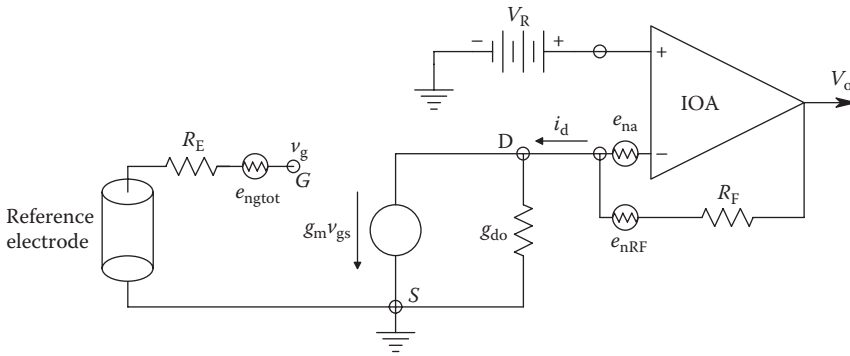 V_R
− +
+
IOA
V_o
e_na
−
i_d
D
R_E
v_g
G
e_ngtot
R_F
e_nRF
Reference
electrode
g_m v_gs
g_do
S